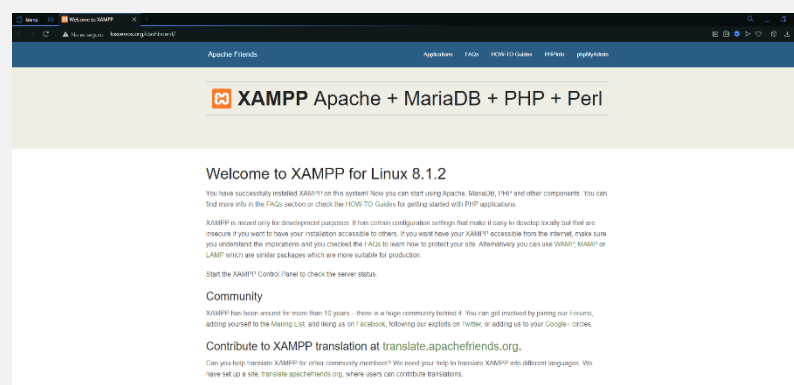 Menú
Welcome to XAMPP
No es seguro
/dashboard/
Apache Friends
Applications FAQs HOW-TO Guides PHPInfo phpMyAdmin
XAMPP Apache + MariaDB + PHP + Perl
Welcome to XAMPP for Linux 8.1.2
You have successfully installed XAMPP on this system! Now you can start using Apache, MariaDB, PHP and other components. You can
find more info in the FAQs section or check the HOW-TO Guides for getting started with PHP applications.
XAMPP is meant only for development purposes. It has certain configuration settings that make it easy to develop locally but that are
insecure if you want to have your installation accessible to others. If you want have your XAMPP accessible from the internet, make sure
you understand the implications and you checked the FAQs to learn how to protect your site. Alternatively you can use WAMP, MAMP or
LAMP which are similar packages which are more suitable for production.
Start the XAMPP Control Panel to check the server status.
Community
XAMPP has been around for more than 10 years – there is a huge community behind it. You can get involved by joining our Forums,
adding yourself to the Mailing List, and liking us on Facebook, following our exploits on Twitter, or adding us to your Google+ circles.
Contribute to XAMPP translation at translate.apachefriends.org.
Can you help translate XAMPP for other community members? We need your help to translate XAMPP into different languages. We
have set up a site, translate.apachefriends.org, where users can contribute translations.